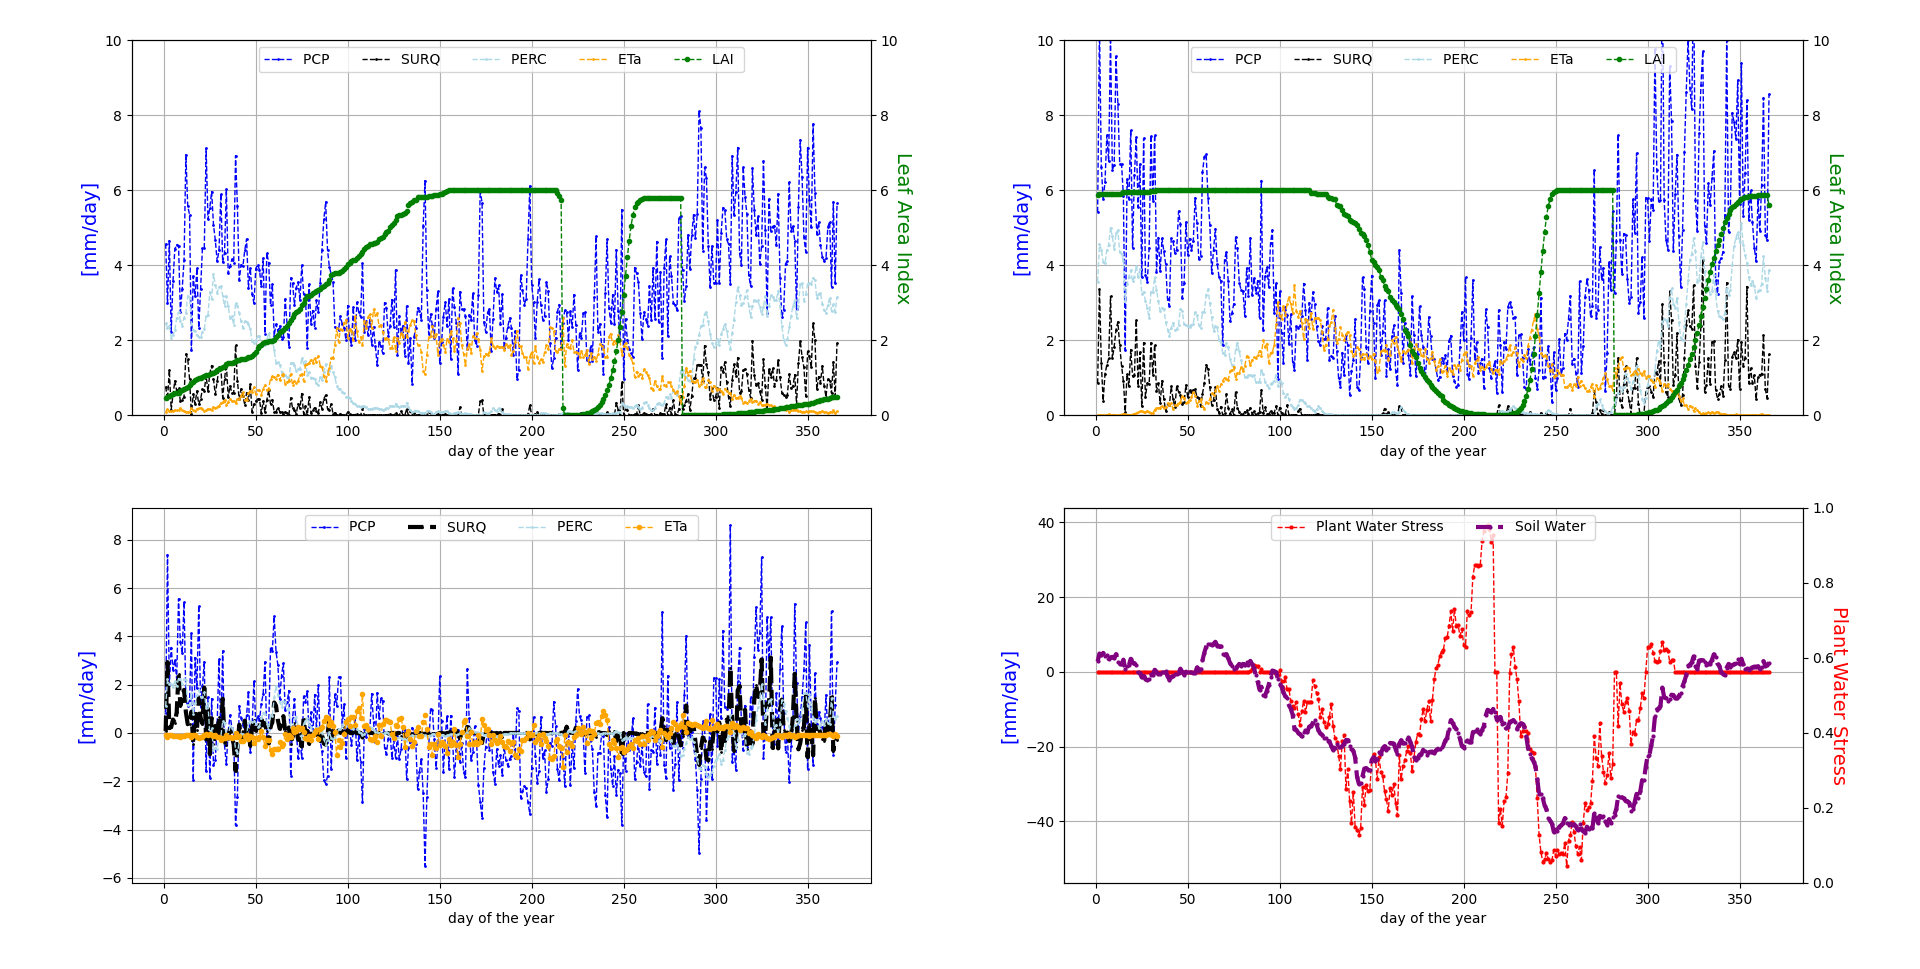 PCP SURQ PERC ETa LAI
[mm/day]
10
8
6
4
2
0
10
8
6
4
2
0
Leaf Area Index
0 50 100 150 200 250 300 350
day of the year
PCP SURQ PERC ETa LAI
[mm/day]
10
8
6
4
2
0
10
8
6
4
2
0
Leaf Area Index
0 50 100 150 200 250 300 350
day of the year
PCP SURQ PERC ETa
[mm/day]
8
6
4
2
0
−2
−4
−6
0 50 100 150 200 250 300 350
day of the year
Plant Water Stress Soil Water
[mm/day]
40
20
0
−20
−40
1.0
0.8
0.6
0.4
0.2
0.0
Plant Water Stress
0 50 100 150 200 250 300 350
day of the year